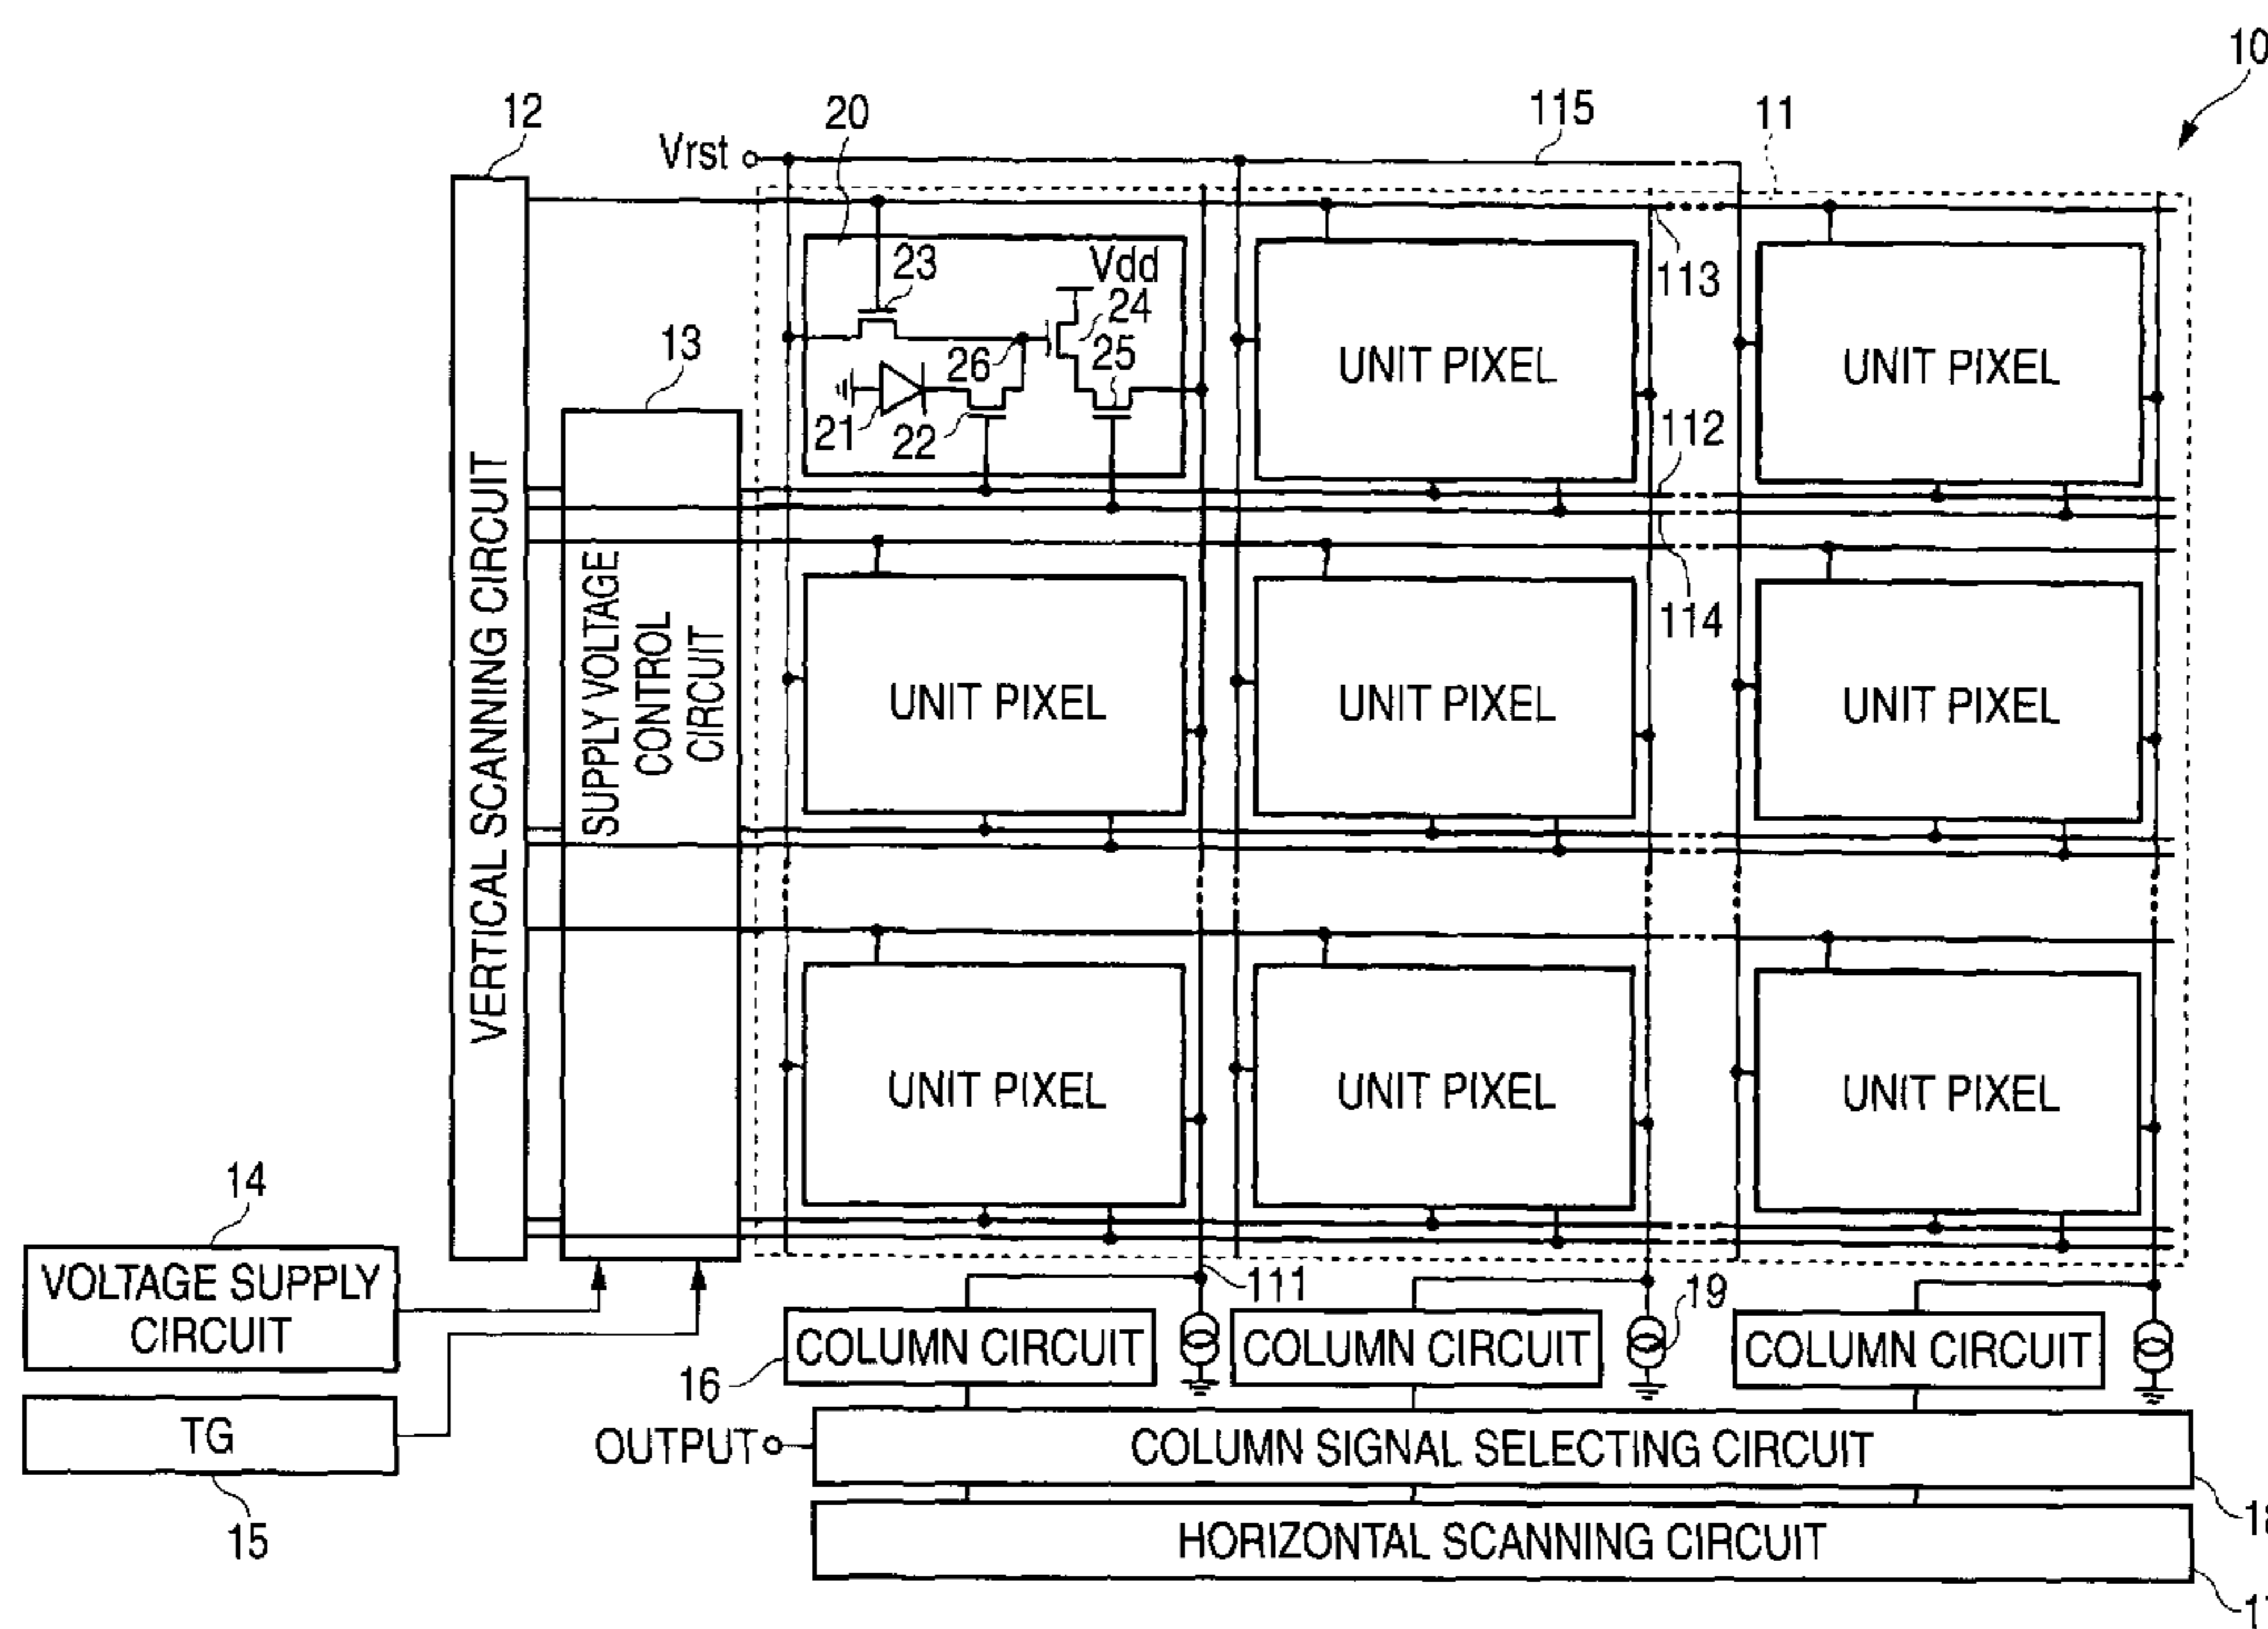 10
12
20
115
11
Vrst
23
Vdd
113
24
13
26
25
UNIT PIXEL
UNIT PIXEL
21
22
112
VERTICAL SCANNING CIRCUIT
SUPPLY VOLTAGE
CONTROL
CIRCUIT
114
UNIT PIXEL
UNIT PIXEL
UNIT PIXEL
UNIT PIXEL
UNIT PIXEL
UNIT PIXEL
14
VOLTAGE SUPPLY
CIRCUIT
111
19
COLUMN CIRCUIT
COLUMN CIRCUIT
COLUMN CIRCUIT
16
TG
OUTPUT
COLUMN SIGNAL SELECTING CIRCUIT
15
HORIZONTAL SCANNING CIRCUIT